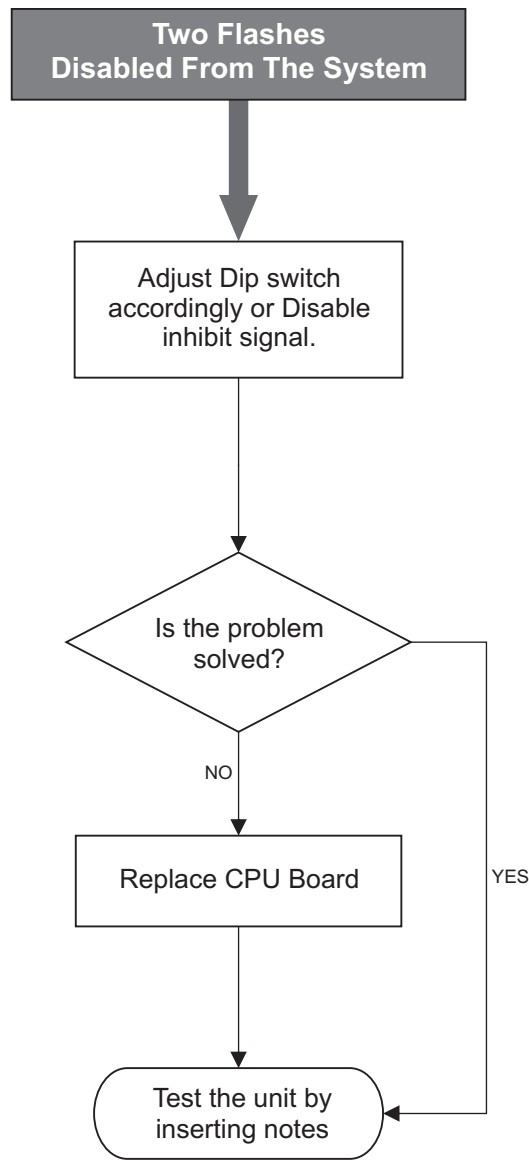 Two Flashes
Disabled From The System
Adjust Dip switch
accordingly or Disable
inhibit signal.
Is the problem
solved?
NO
Replace CPU Board
YES
Test the unit by
inserting notes